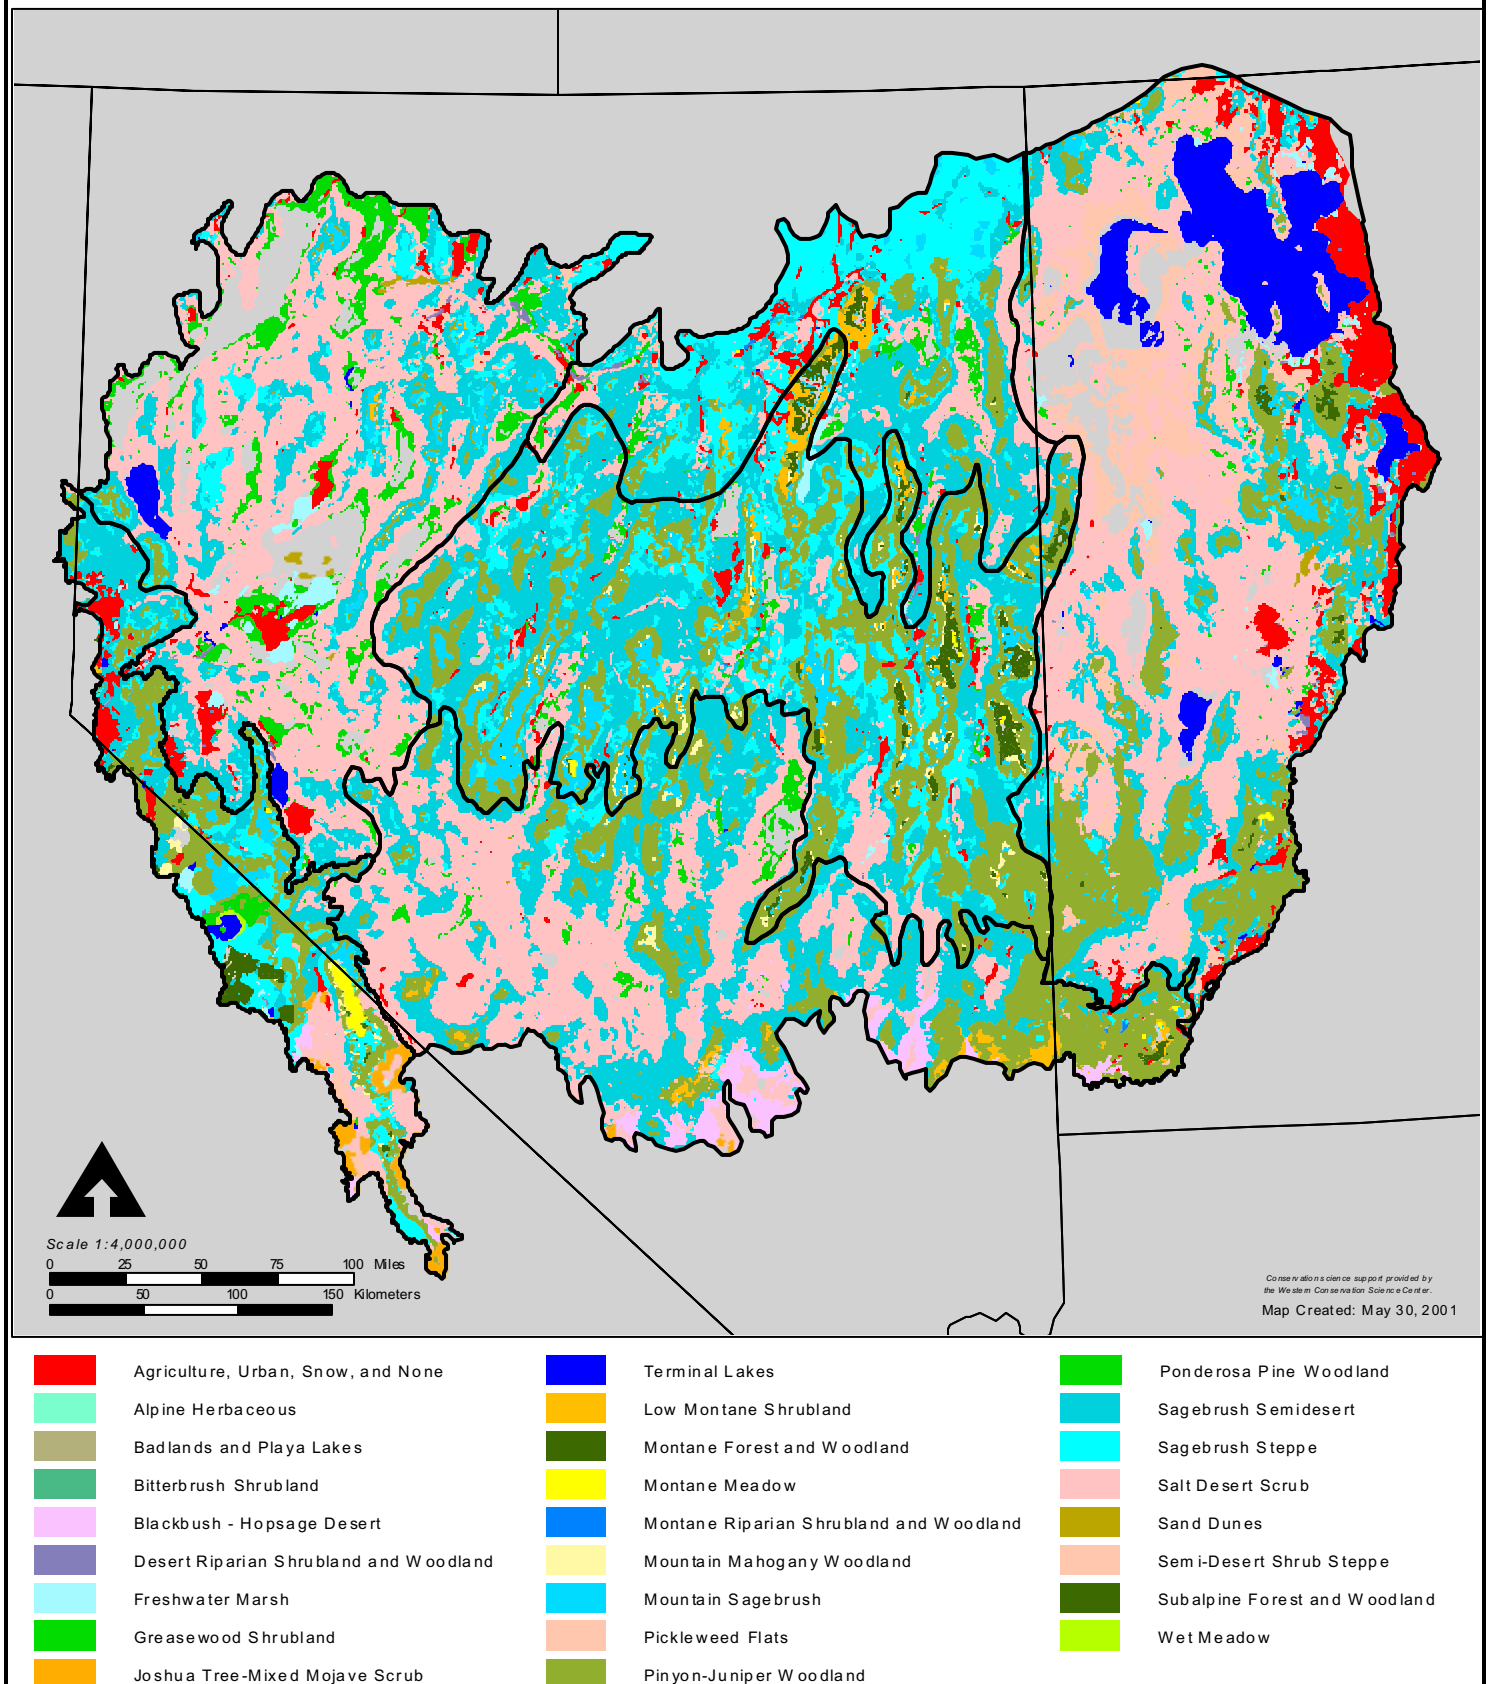 Scale 1:4,000,000
0 25 50 75 100 Miles
0 50 100 150 Kilometers
Conservation science support provided by
the Western Conservation Science Center.
Map Created: May 30, 2001
Agriculture, Urban, Snow, and None
Alpine Herbaceous
Badlands and Playa Lakes
Bitterbrush Shrubland
Blackbush - Hopsage Desert
Desert Riparian Shrubland and Woodland
Freshwater Marsh
Greasewood Shrubland
Joshua Tree-Mixed Mojave Scrub
Terminal Lakes
Low Montane Shrubland
Montane Forest and Woodland
Montane Meadow
Montane Riparian Shrubland and Woodland
Mountain Mahogany Woodland
Mountain Sagebrush
Pickleweed Flats
Pinyon-Juniper Woodland
Ponderosa Pine Woodland
Sagebrush Semidesert
Sagebrush Steppe
Salt Desert Scrub
Sand Dunes
Semi-Desert Shrub Steppe
Subalpine Forest and Woodland
Wet Meadow